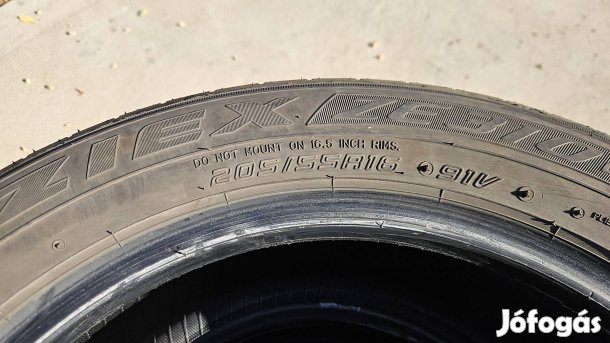 ZIEX ZE310
DO NOT MOUNT ON 16.5 INCH RIMS.
205/55R16 91V
Jófogás